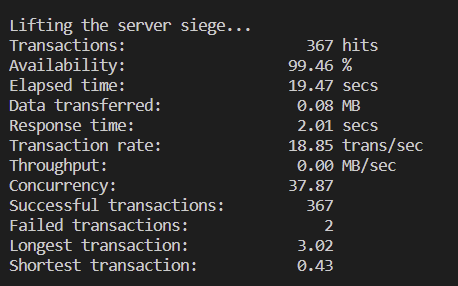 Lifting the server siege...
Transactions: 367 hits
Availability: 99.46 %
Elapsed time: 19.47 secs
Data transferred: 0.08 MB
Response time: 2.01 secs
Transaction rate: 18.85 trans/sec
Throughput: 0.00 MB/sec
Concurrency: 37.87
Successful transactions: 367
Failed transactions: 2
Longest transaction: 3.02
Shortest transaction: 0.43